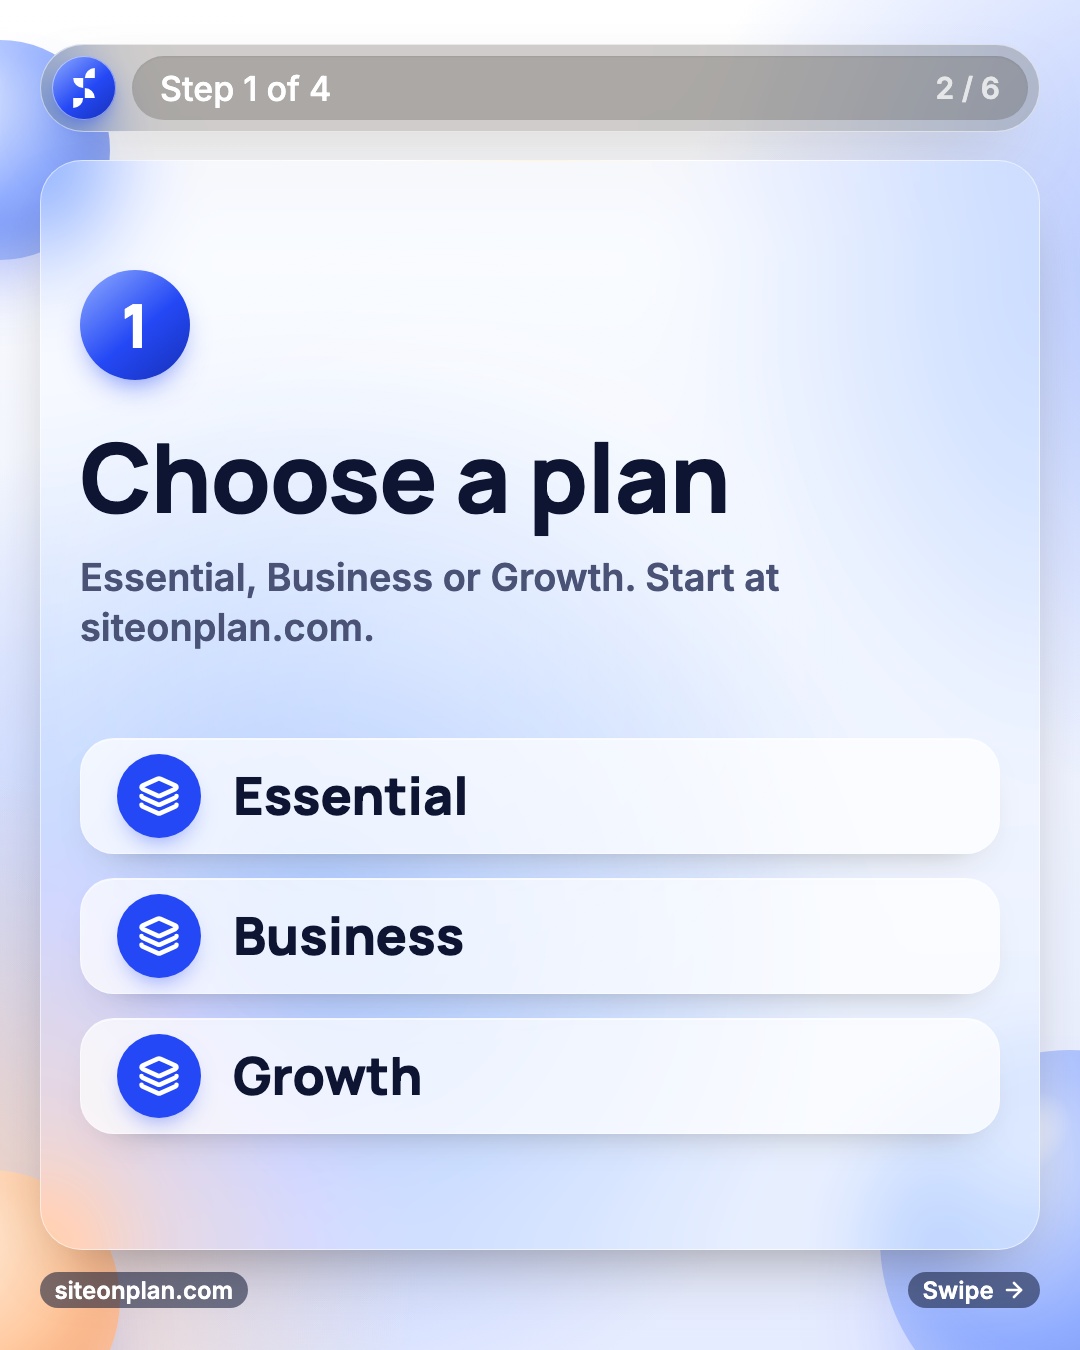 Step 1 of 4
2 / 6
1
Choose a plan
Essential, Business or Growth. Start at
siteonplan.com.
Essential
Business
Growth
siteonplan.com
Swipe →